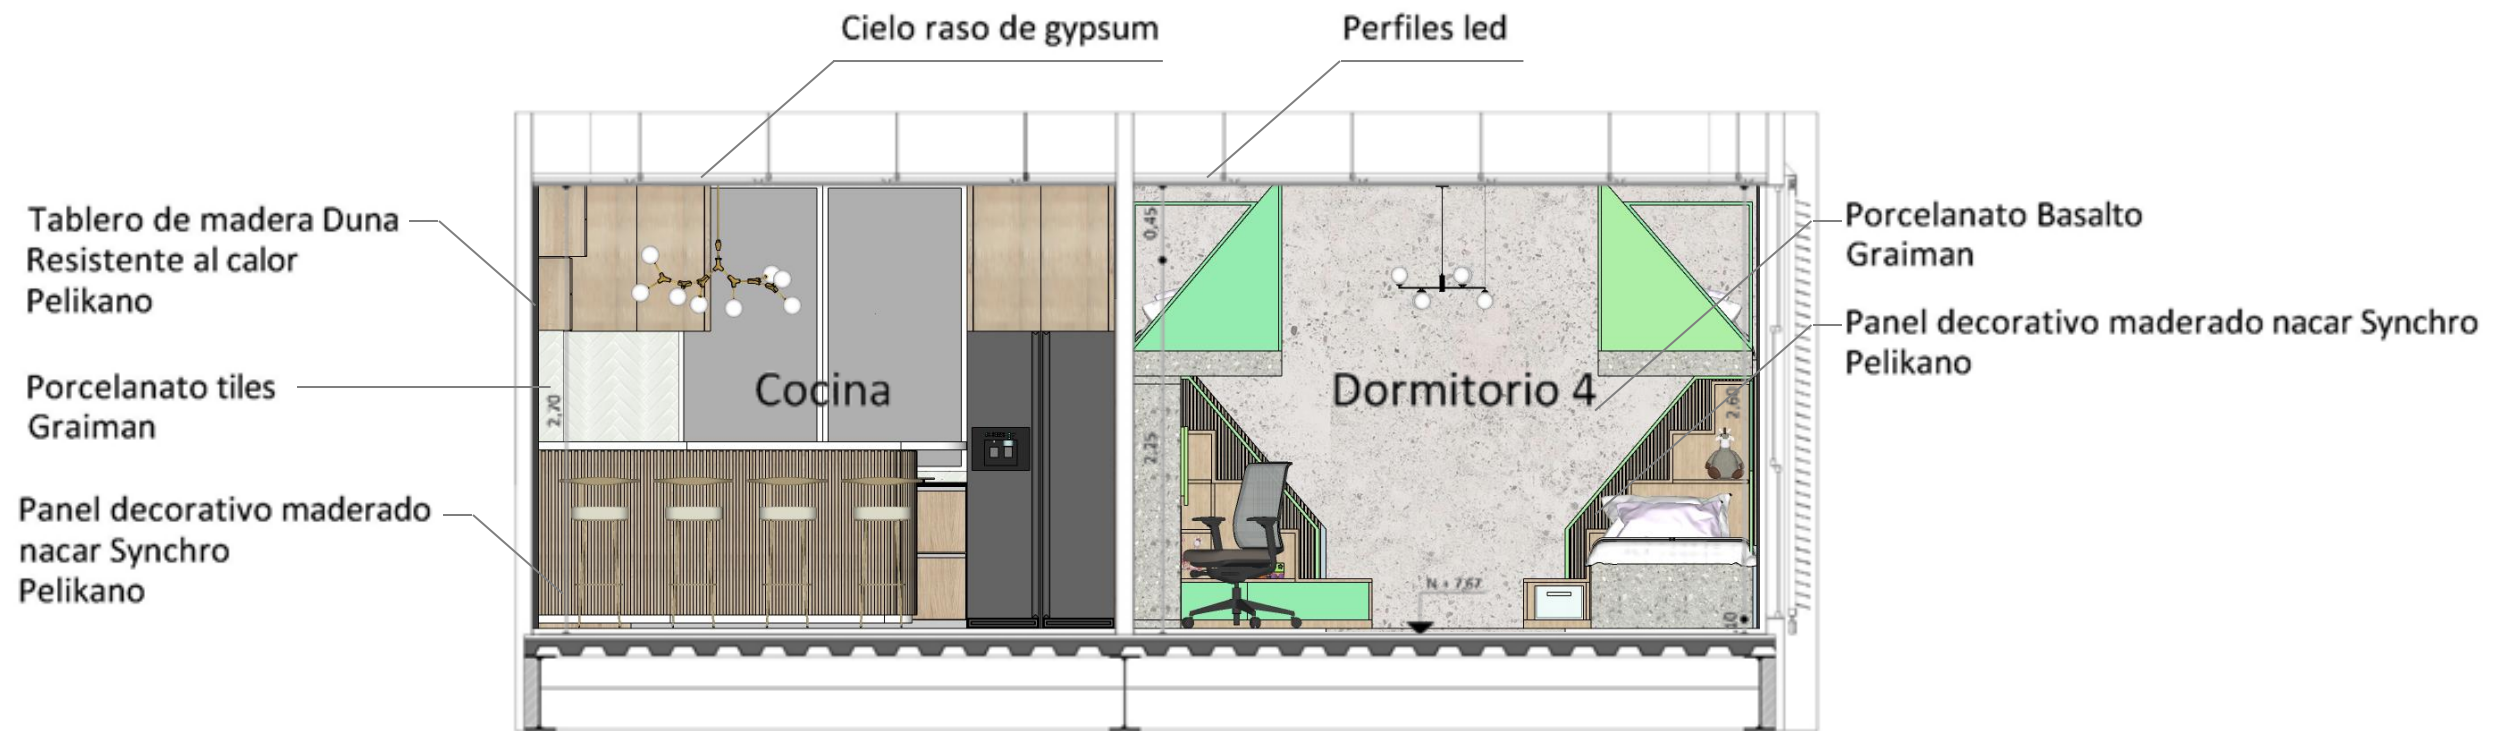 Cielo raso de gypsum
Perfiles led
Tablero de madera Duna
Resistente al calor
Pelikano
Porcelanato tiles
Graiman
Panel decorativo maderado
nacar Synchro
Pelikano
Cocina
2,70
Dormitorio 4
0,45
2,25
2,60
N + 7,67
10
Porcelanato Basalto
Graiman
Panel decorativo maderado nacar Synchro
Pelikano